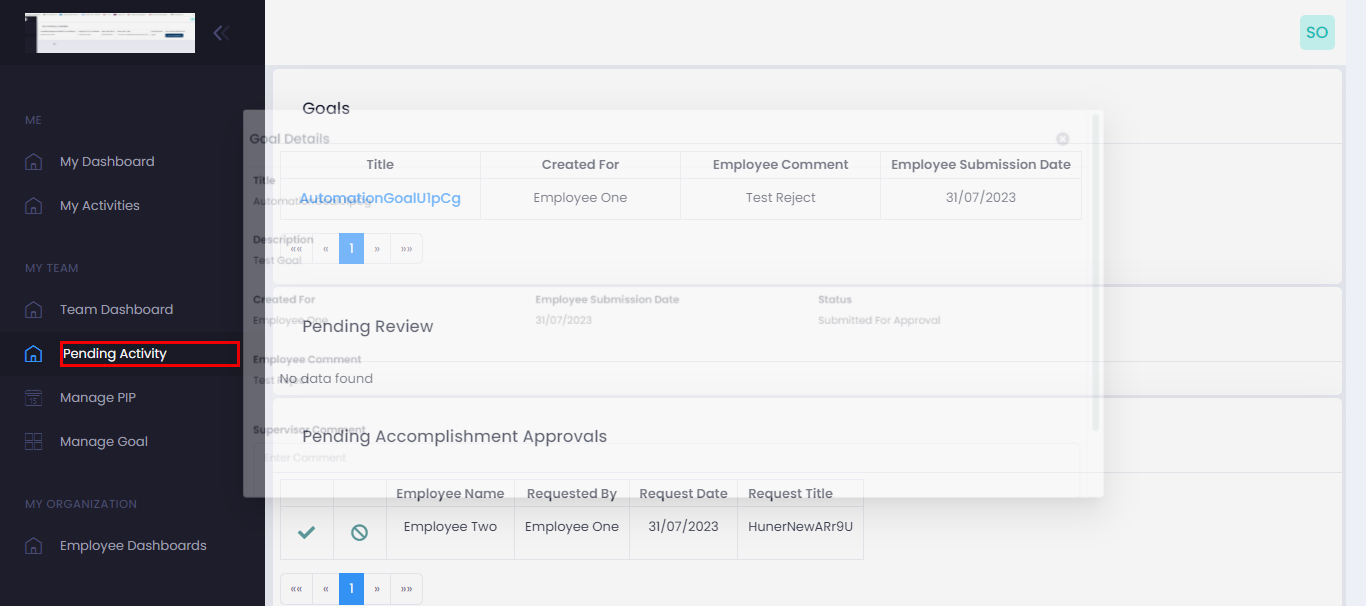 SO
ME
My Dashboard
My Activities
MY TEAM
Team Dashboard
Pending Activity
Manage PIP
Manage Goal
MY ORGANIZATION
Employee Dashboards
Goals
Title Created For Employee Comment Employee Submission Date
AutomationGoalU1pCg Employee One Test Reject 31/07/2023
«« « 1 » »»
Pending Review
No data found
Pending Accomplishment Approvals
Employee Name Requested By Request Date Request Title
Employee Two Employee One 31/07/2023 HunerNewARr9U
«« « 1 » »»
Goal Details
Title
Description
Test Goal
Created For Employee Submission Date Status
Employee One 31/07/2023 Submitted For Approval
Employee Comment
Test Reject
Supervisor Comment
Enter Comment